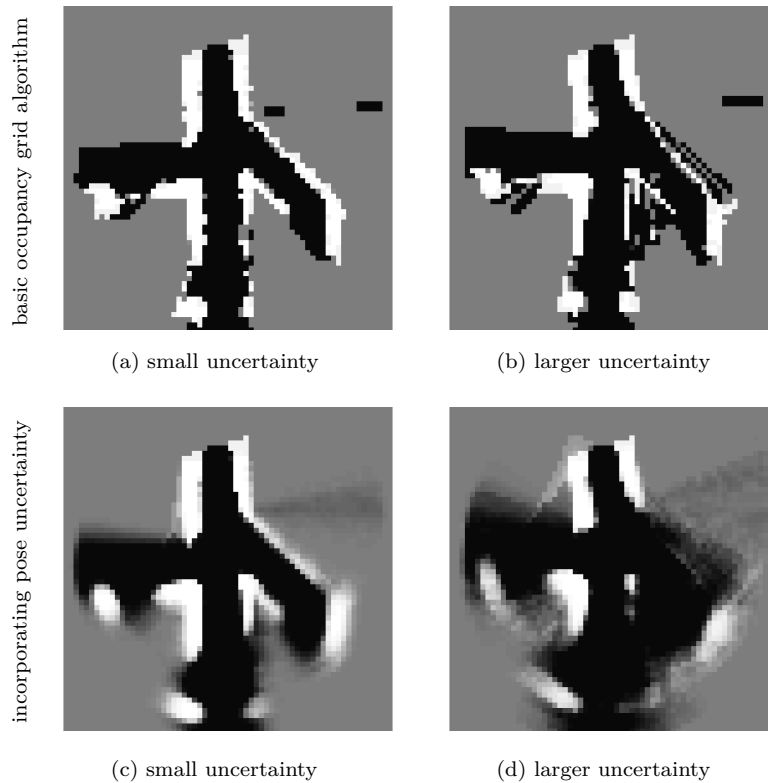 basic occupancy grid algorithm
(a) small uncertainty
(b) larger uncertainty
incorporating pose uncertainty
(c) small uncertainty
(d) larger uncertainty